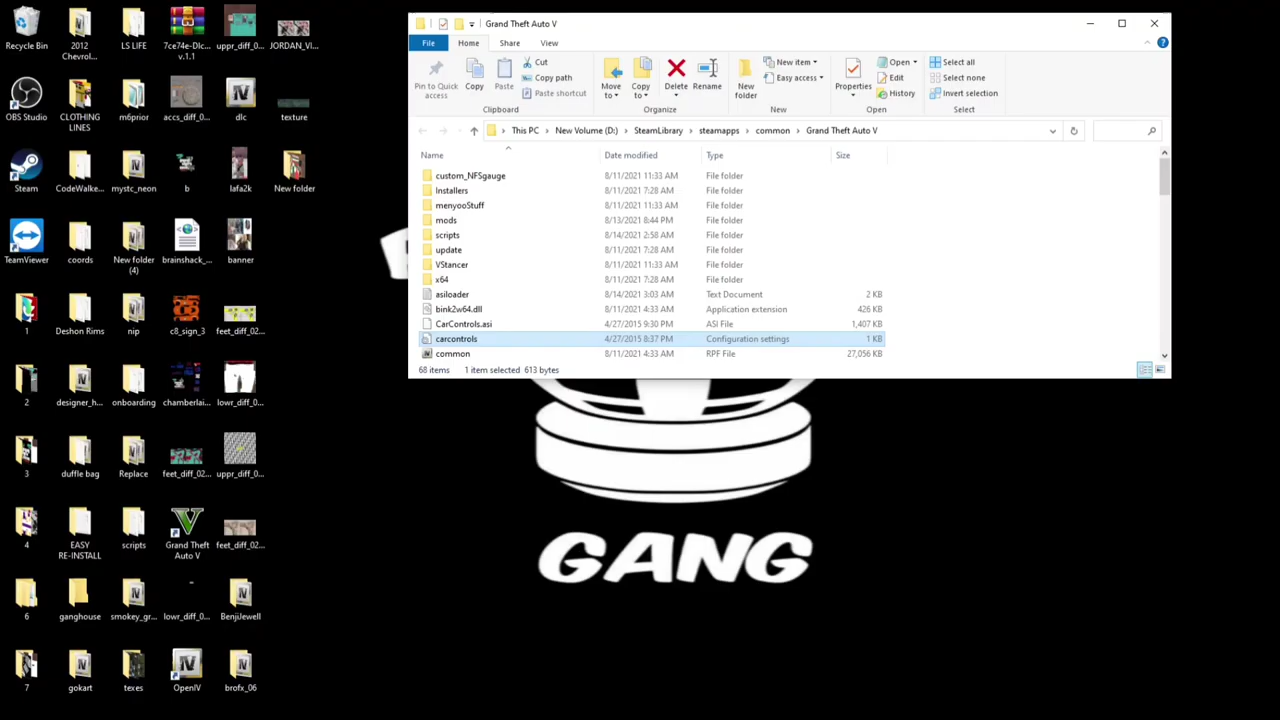 Grand Theft Auto V
File
Home
Share
View
Pin to Quick access
Copy
Paste
Cut
Copy path
Paste shortcut
Clipboard
Move to
Copy to
Delete
Rename
Organize
New folder
New item
Easy access
New
Properties
Open
Edit
History
Open
Select all
Select none
Invert selection
Select
This PC > New Volume (D:) > SteamLibrary > steamapps > common > Grand Theft Auto V
Name Date modified Type Size
custom_NFSgauge 8/11/2021 11:33 AM File folder
Installers 8/11/2021 7:28 AM File folder
menyooStuff 8/11/2021 11:33 AM File folder
mods 8/13/2021 8:44 PM File folder
scripts 8/14/2021 2:58 AM File folder
update 8/11/2021 7:28 AM File folder
VStancer 8/11/2021 11:33 AM File folder
x64 8/11/2021 7:28 AM File folder
asiloader 8/14/2021 3:03 AM Text Document 2 KB
bink2w64.dll 8/11/2021 4:33 AM Application extension 426 KB
CarControls.asi 4/27/2015 9:30 PM ASI File 1,407 KB
carcontrols 4/27/2015 8:37 PM Configuration settings 1 KB
common 8/11/2021 4:33 AM RPF File 27,056 KB
68 items 1 item selected 613 bytes
GANG
Recycle Bin
2012 Chevrol...
LS LIFE
7ce74e-Dlc... v.1.1
uppr_diff_0...
JORDAN_VI...
OBS Studio
CLOTHING LINES
m6prior
accs_diff_0...
dlc
texture
Steam
CodeWalke...
mystc_neon
b
lafa2k
New folder
TeamViewer
coords
New folder (4)
brainshack_...
banner
1
Deshon Rims
nip
c8_sign_3
feet_diff_02...
2
designer_h...
onboarding
chamberlai...
lowr_diff_0...
3
duffle bag
Replace
feet_diff_02...
uppr_diff_0...
4
EASY RE-INSTALL
scripts
Grand Theft Auto V
feet_diff_02...
6
ganghouse
smokey_gr...
lowr_diff_0...
BenjiJewell
7
gokart
texes
OpenIV
brofx_06